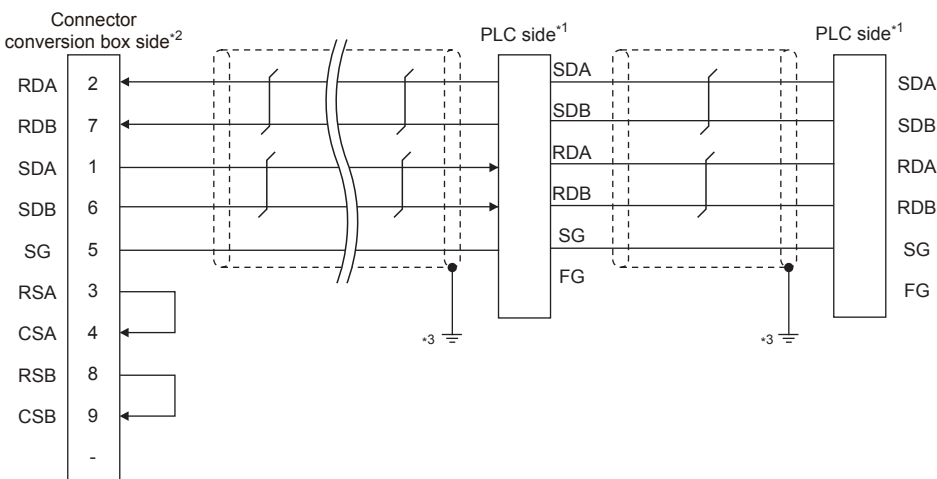 Connector
conversion box side*2
PLC side*1
PLC side*1
RDA 2 SDA SDA
RDB 7 SDB SDB
SDA 1 RDA RDA
SDB 6 RDB RDB
SG 5 SG SG
RSA 3 FG FG
CSA 4 *3 *3
RSB 8
CSB 9
-